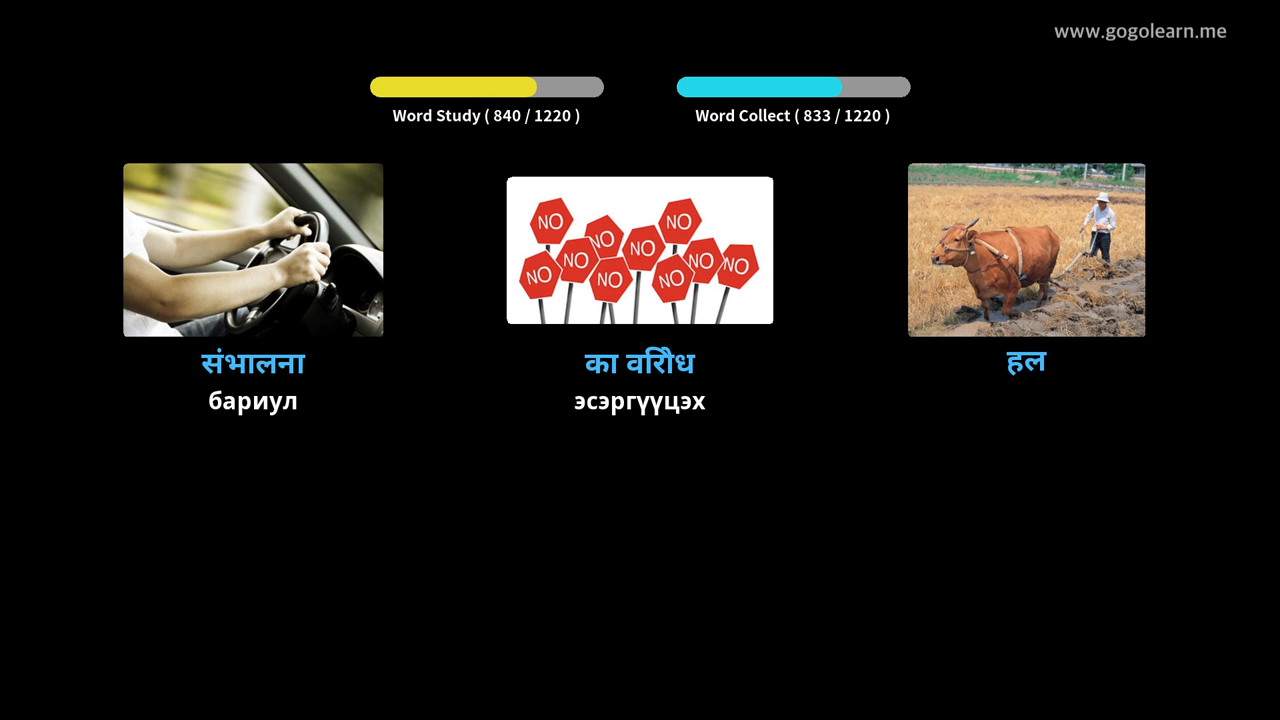 www.gogolearn.me
Word Study ( 840 / 1220 )
Word Collect ( 833 / 1220 )
NO
NO
NO
NO
NO
NO
NO
NO
NO
NO
संभालना
का वरिोध
हल
бариул
эсэргүүцэх